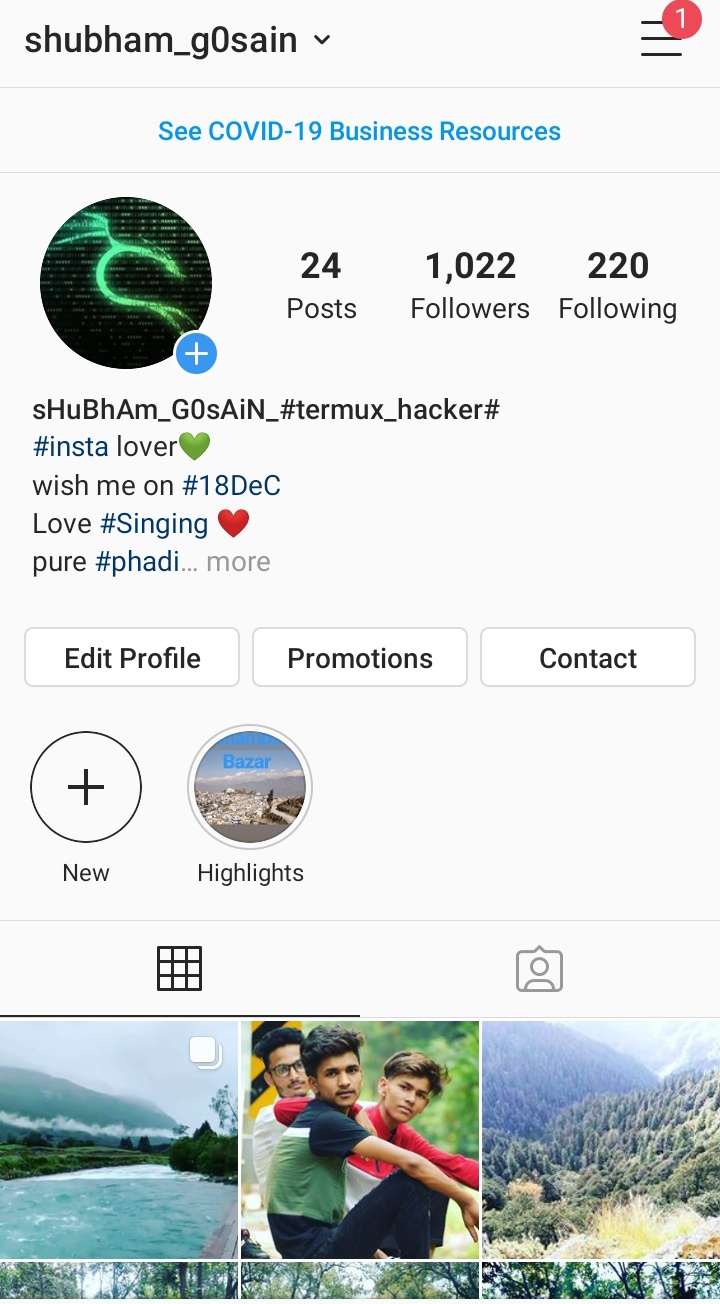 shubham_g0sain
1
See COVID-19 Business Resources
24
Posts
1,022
Followers
220
Following
sHuBhAm_G0sAiN_#termux_hacker#
#insta lover💚
wish me on #18DeC
Love #Singing ❤️
pure #phadi... more
Edit Profile
Promotions
Contact
Bazar
New
Highlights